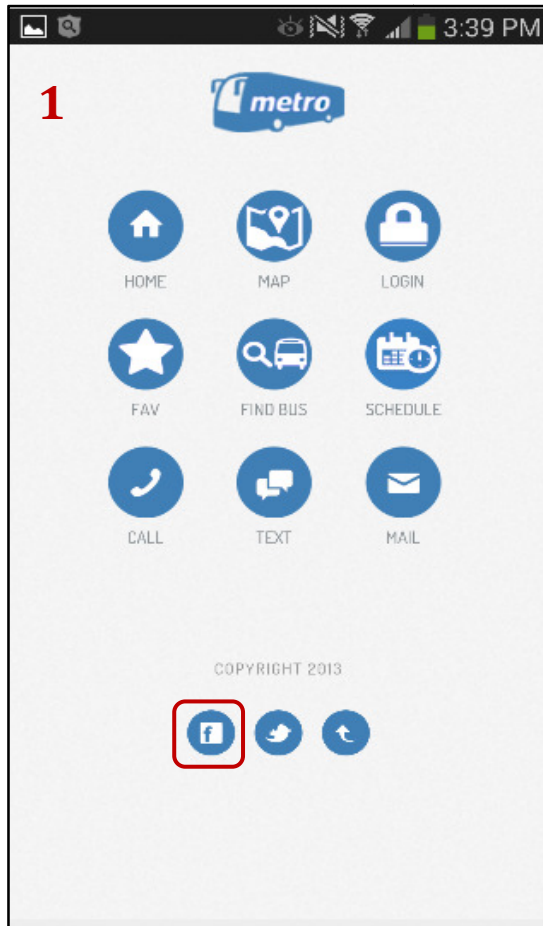 3:39 PM
1
metro
HOME MAP LOGIN
FAV FIND BUS SCHEDULE
CALL TEXT MAIL
COPYRIGHT 2013
f